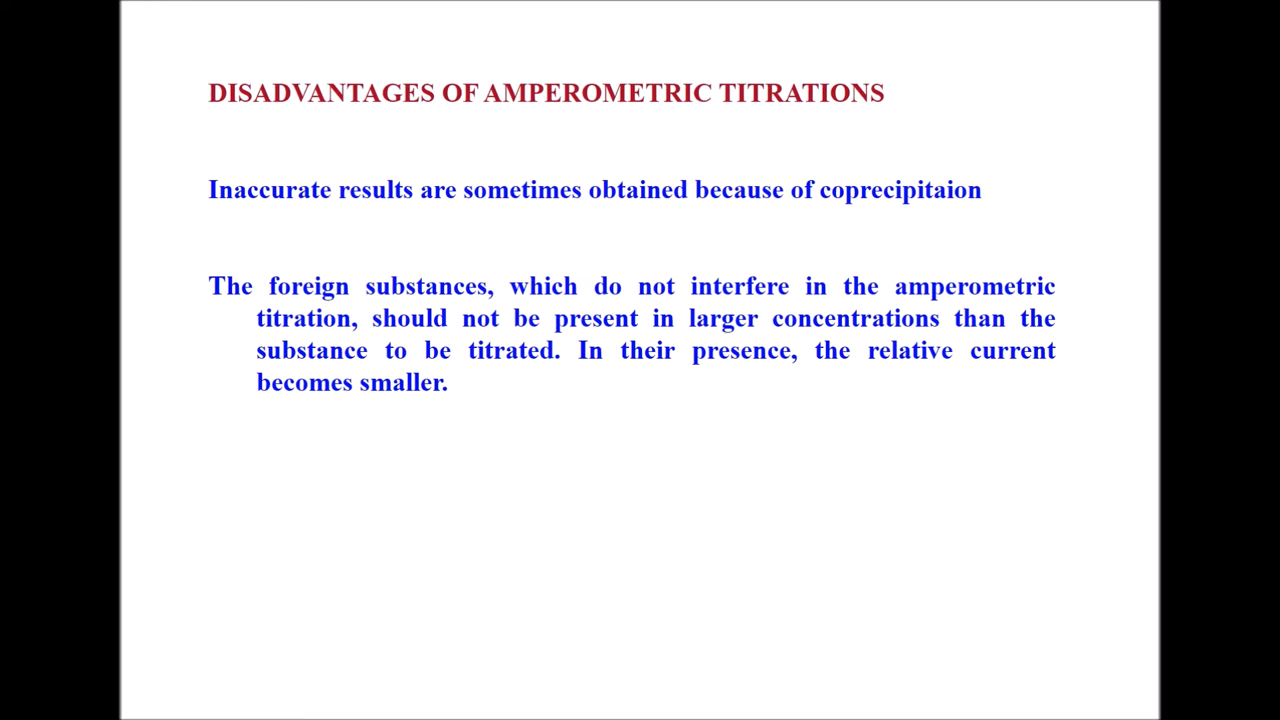 DISADVANTAGES OF AMPEROMETRIC TITRATIONS
Inaccurate results are sometimes obtained because of coprecipitaion
The foreign substances, which do not interfere in the amperometric
titration, should not be present in larger concentrations than the
substance to be titrated. In their presence, the relative current
becomes smaller.